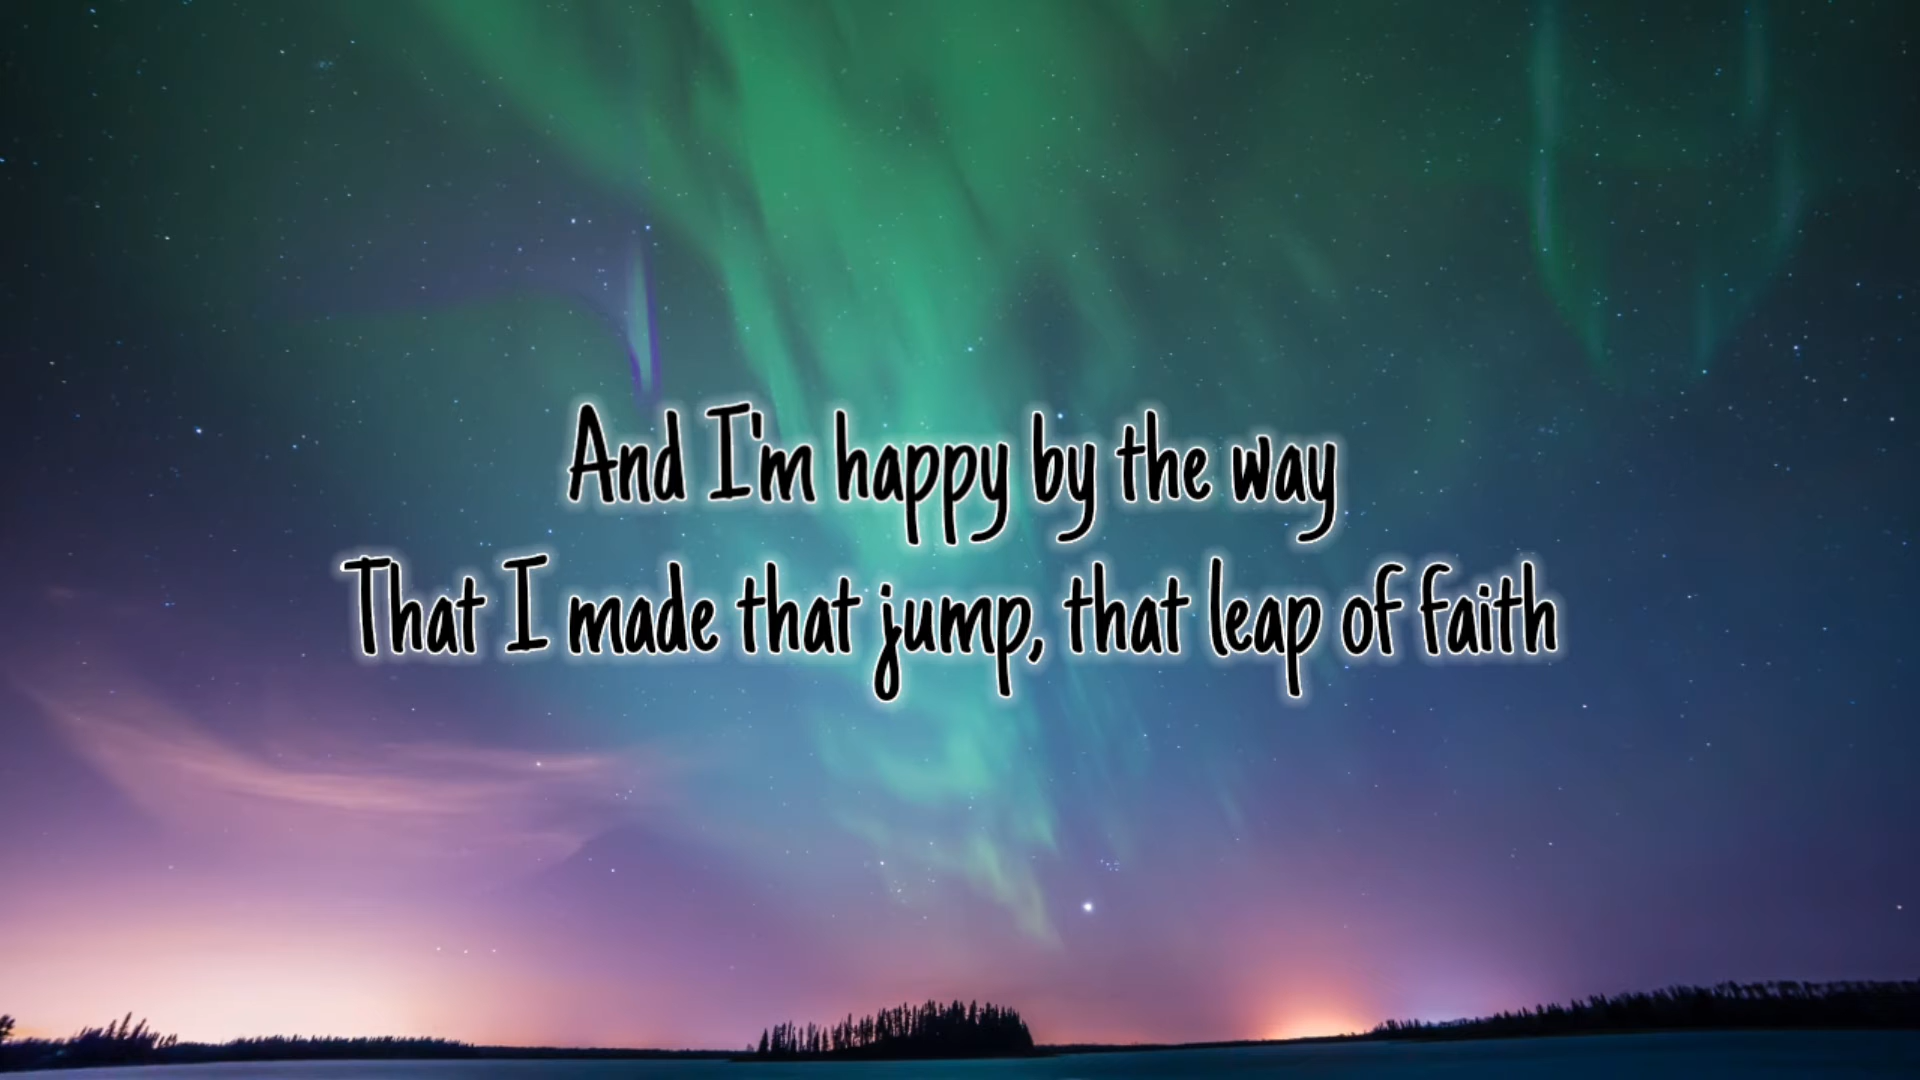 And I'm happy by the way
That I made that jump, that leap of faith